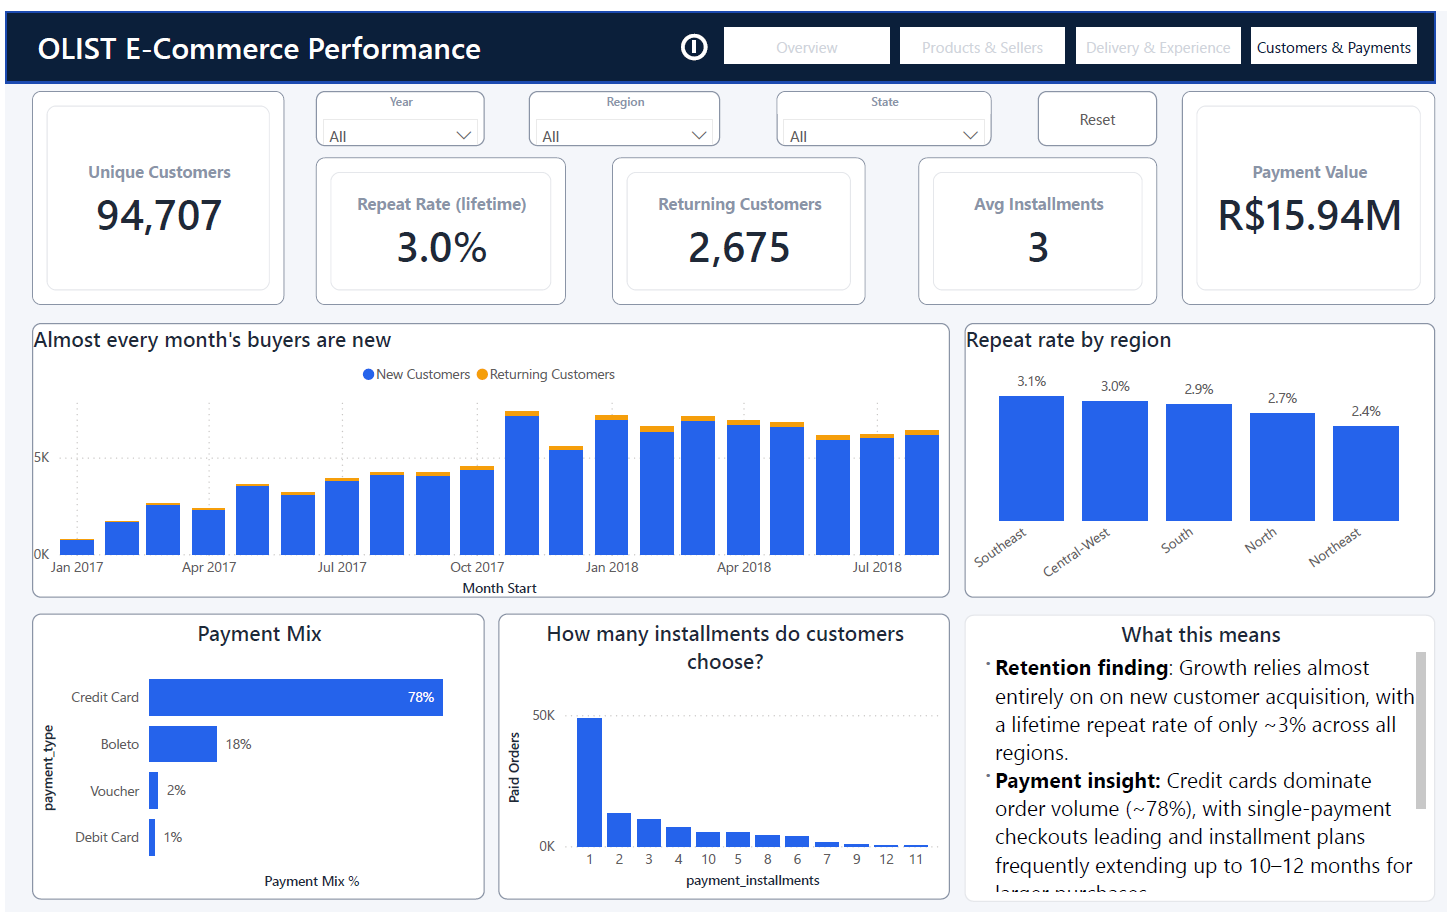 OLIST E-Commerce Performance
Overview
Products & Sellers
Delivery & Experience
Customers & Payments
Unique Customers
94,707
Year
All
Region
All
State
All
Reset
Repeat Rate (lifetime)
3.0%
Returning Customers
2,675
Avg Installments
3
Payment Value
R$15.94M
Almost every month's buyers are new
New Customers
Returning Customers
5K
0K
Jan 2017
Apr 2017
Jul 2017
Oct 2017
Jan 2018
Apr 2018
Jul 2018
Month Start
Repeat rate by region
3.1%
3.0%
2.9%
2.7%
2.4%
Southeast
Central-West
South
North
Northeast
Payment Mix
payment_type
Credit Card
78%
Boleto
18%
Voucher
2%
Debit Card
1%
Payment Mix %
How many installments do customers
choose?
Paid Orders
50K
0K
1 2 3 4 10 5 8 6 7 9 12 11
payment_installments
What this means
Retention finding: Growth relies almost
entirely on on new customer acquisition, with
a lifetime repeat rate of only ~3% across all
regions.
Payment insight: Credit cards dominate
order volume (~78%), with single-payment
checkouts leading and installment plans
frequently extending up to 10–12 months for
larger purchases